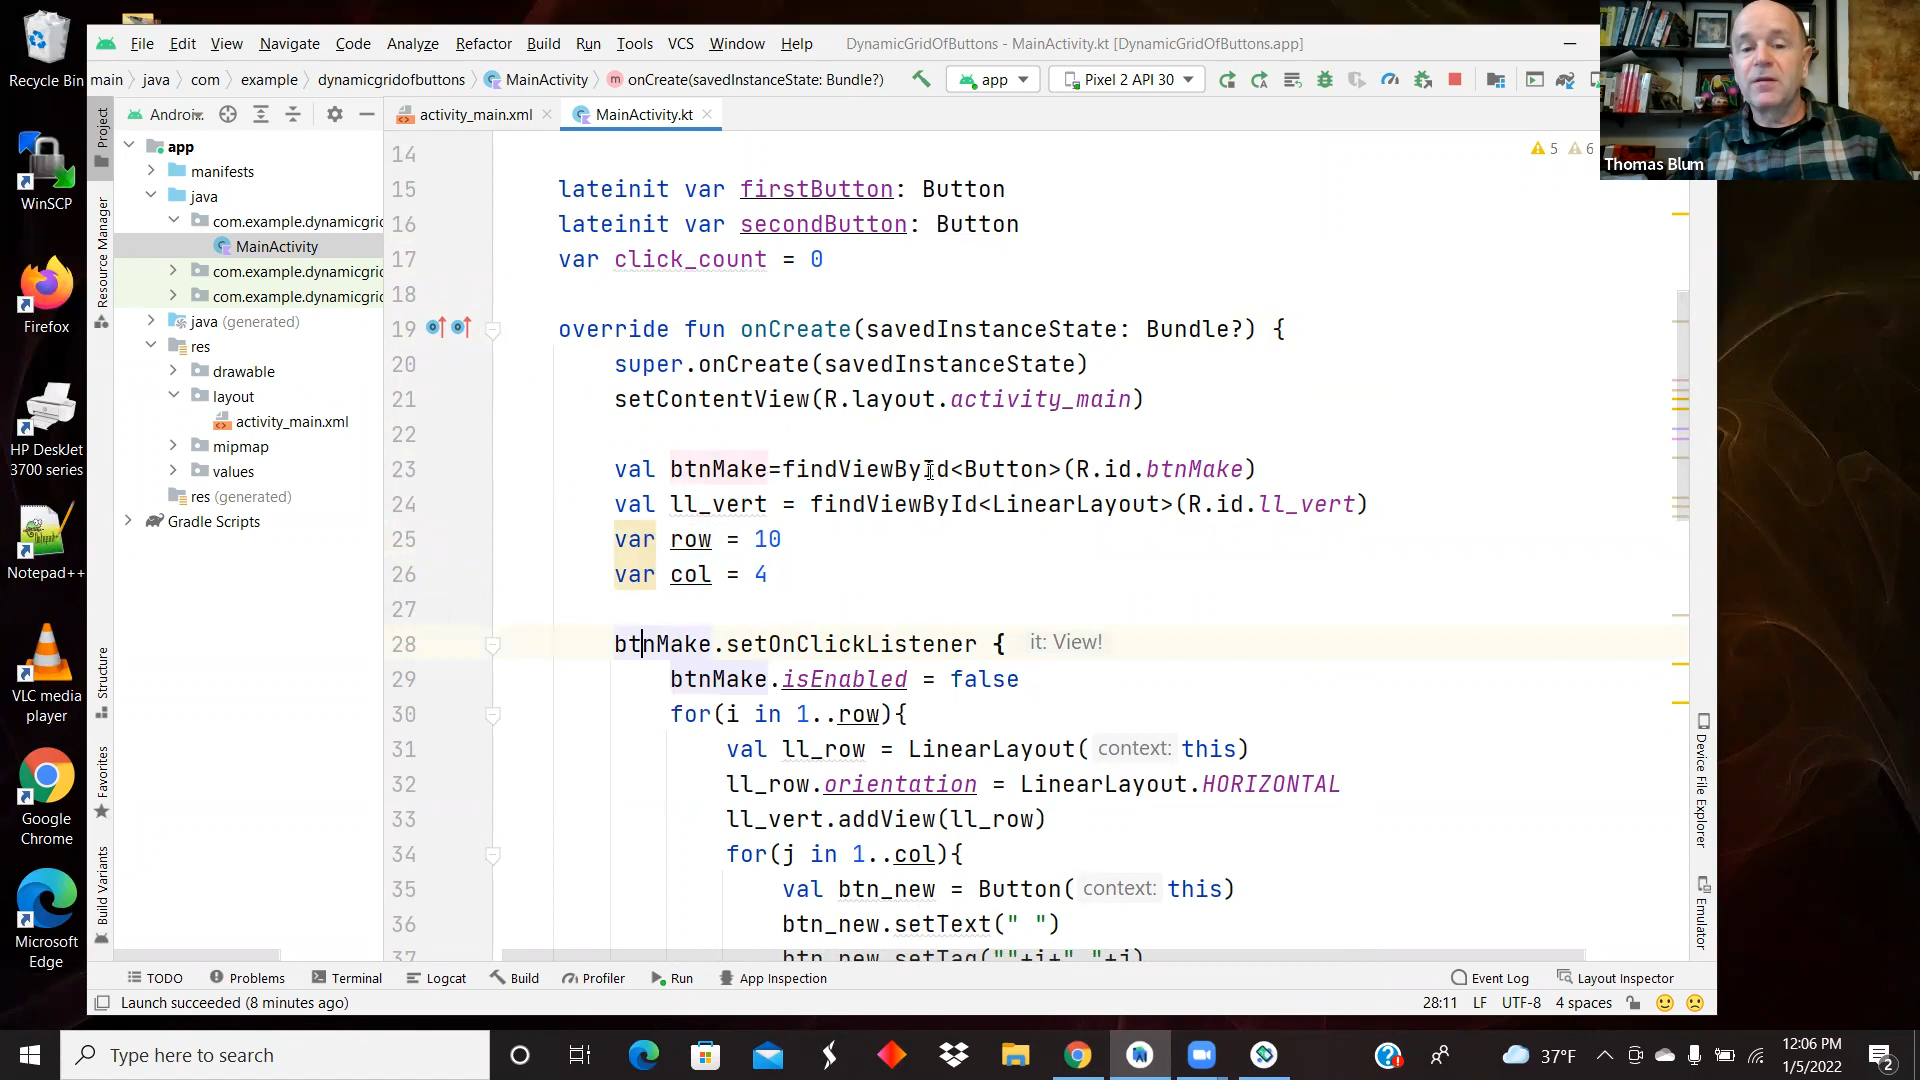 Recycle Bin
WinSCP
Firefox
HP DeskJet
3700 series
Notepad++
VLC media
player
Google
Chrome
Microsoft
Edge
File Edit View Navigate Code Analyze Refactor Build Run Tools VCS Window Help DynamicGridOfButtons - MainActivity.kt [DynamicGridOfButtons.app]
main java com example dynamicgridofbuttons MainActivity onCreate(savedInstanceState: Bundle?) app Pixel 2 API 30
Thomas Blum
Project
Resource Manager
Structure
Favorites
Build Variants
app
manifests
java
com.example.dynamicgrid
MainActivity
com.example.dynamicgrid
com.example.dynamicgrid
java (generated)
res
drawable
layout
activity_main.xml
mipmap
values
res (generated)
Gradle Scripts
activity_main.xml MainActivity.kt
5 6
14
15 lateinit var firstButton: Button
16 lateinit var secondButton: Button
17 var click_count = 0
18
19 override fun onCreate(savedInstanceState: Bundle?) {
20 super.onCreate(savedInstanceState)
21 setContentView(R.layout.activity_main)
22
23 val btnMake=findViewById<Button>(R.id.btnMake)
24 val ll_vert = findViewById<LinearLayout>(R.id.ll_vert)
25 var row = 10
26 var col = 4
27
28 btnMake.setOnClickListener { it: View!
29 btnMake.isEnabled = false
30 for(i in 1..row){
31 val ll_row = LinearLayout( context: this)
32 ll_row.orientation = LinearLayout.HORIZONTAL
33 ll_vert.addView(ll_row)
34 for(j in 1..col){
35 val btn_new = Button( context: this)
36 btn_new.setText(" ")
37 btn_new.setTag(""+i+" "+j)
Device File Explorer
Emulator
TODO Problems Terminal Logcat Build Profiler Run App Inspection Event Log Layout Inspector
Launch succeeded (8 minutes ago) 28:11 LF UTF-8 4 spaces
Type here to search
37°F
12:06 PM
1/5/2022
2